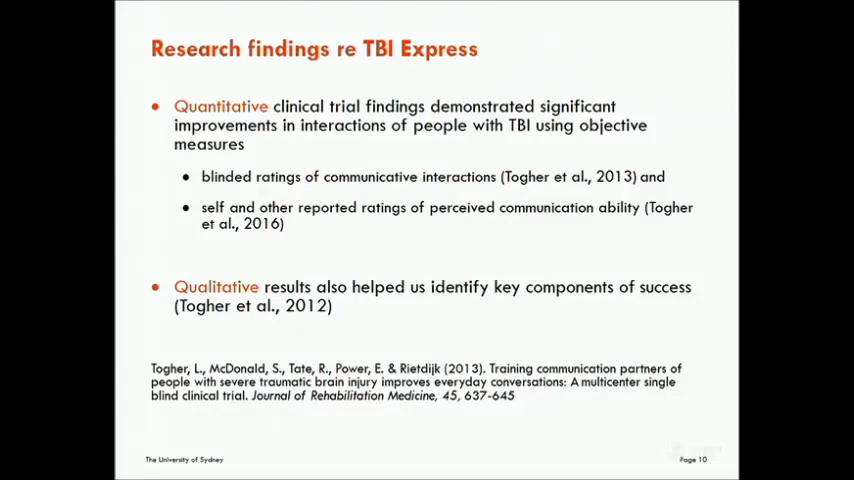 Research findings re TBI Express
• Quantitative clinical trial findings demonstrated significant
improvements in interactions of people with TBI using objective
measures
• blinded ratings of communicative interactions (Togher et al., 2013) and
• self and other reported ratings of perceived communication ability (Togher
et al., 2016)
• Qualitative results also helped us identify key components of success
(Togher et al., 2012)
Togher, L., McDonald, S., Tate, R., Power, E. & Rietdijk (2013). Training communication partners of
people with severe traumatic brain injury improves everyday conversations: A multicenter single
blind clinical trial. Journal of Rehabilitation Medicine, 45, 637-645
The University of Sydney
Page 10